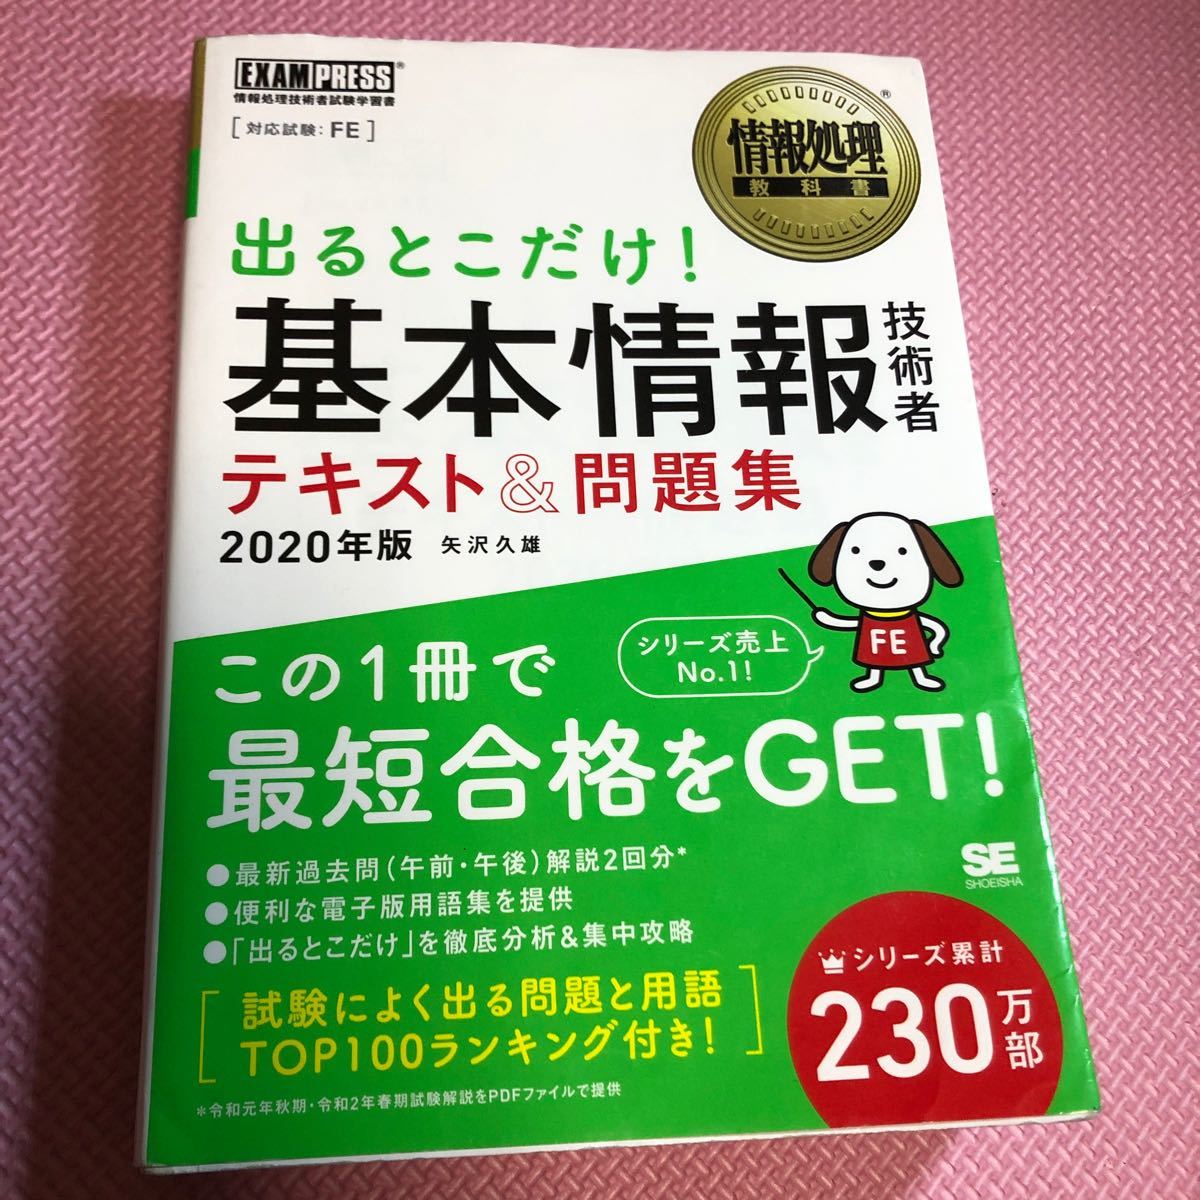 EXAMPRESS®
情報処理技術者試験学習書
［対応試験：FE］
情報処理®
教科書
出るとこだけ！
基本情報技術者
テキスト&問題集
2020年版 矢沢久雄
シリーズ売上
No.1！
FE
この1冊で
最短合格をGET！
●最新過去問（午前・午後）解説2回分*
●便利な電子版用語集を提供
●「出るとこだけ」を徹底分析&集中攻略
試験によく出る問題と用語
TOP100ランキング付き！
*令和元年秋期・令和2年春期試験解説をPDFファイルで提供
SE
SHOEISHA
シリーズ累計
230万部